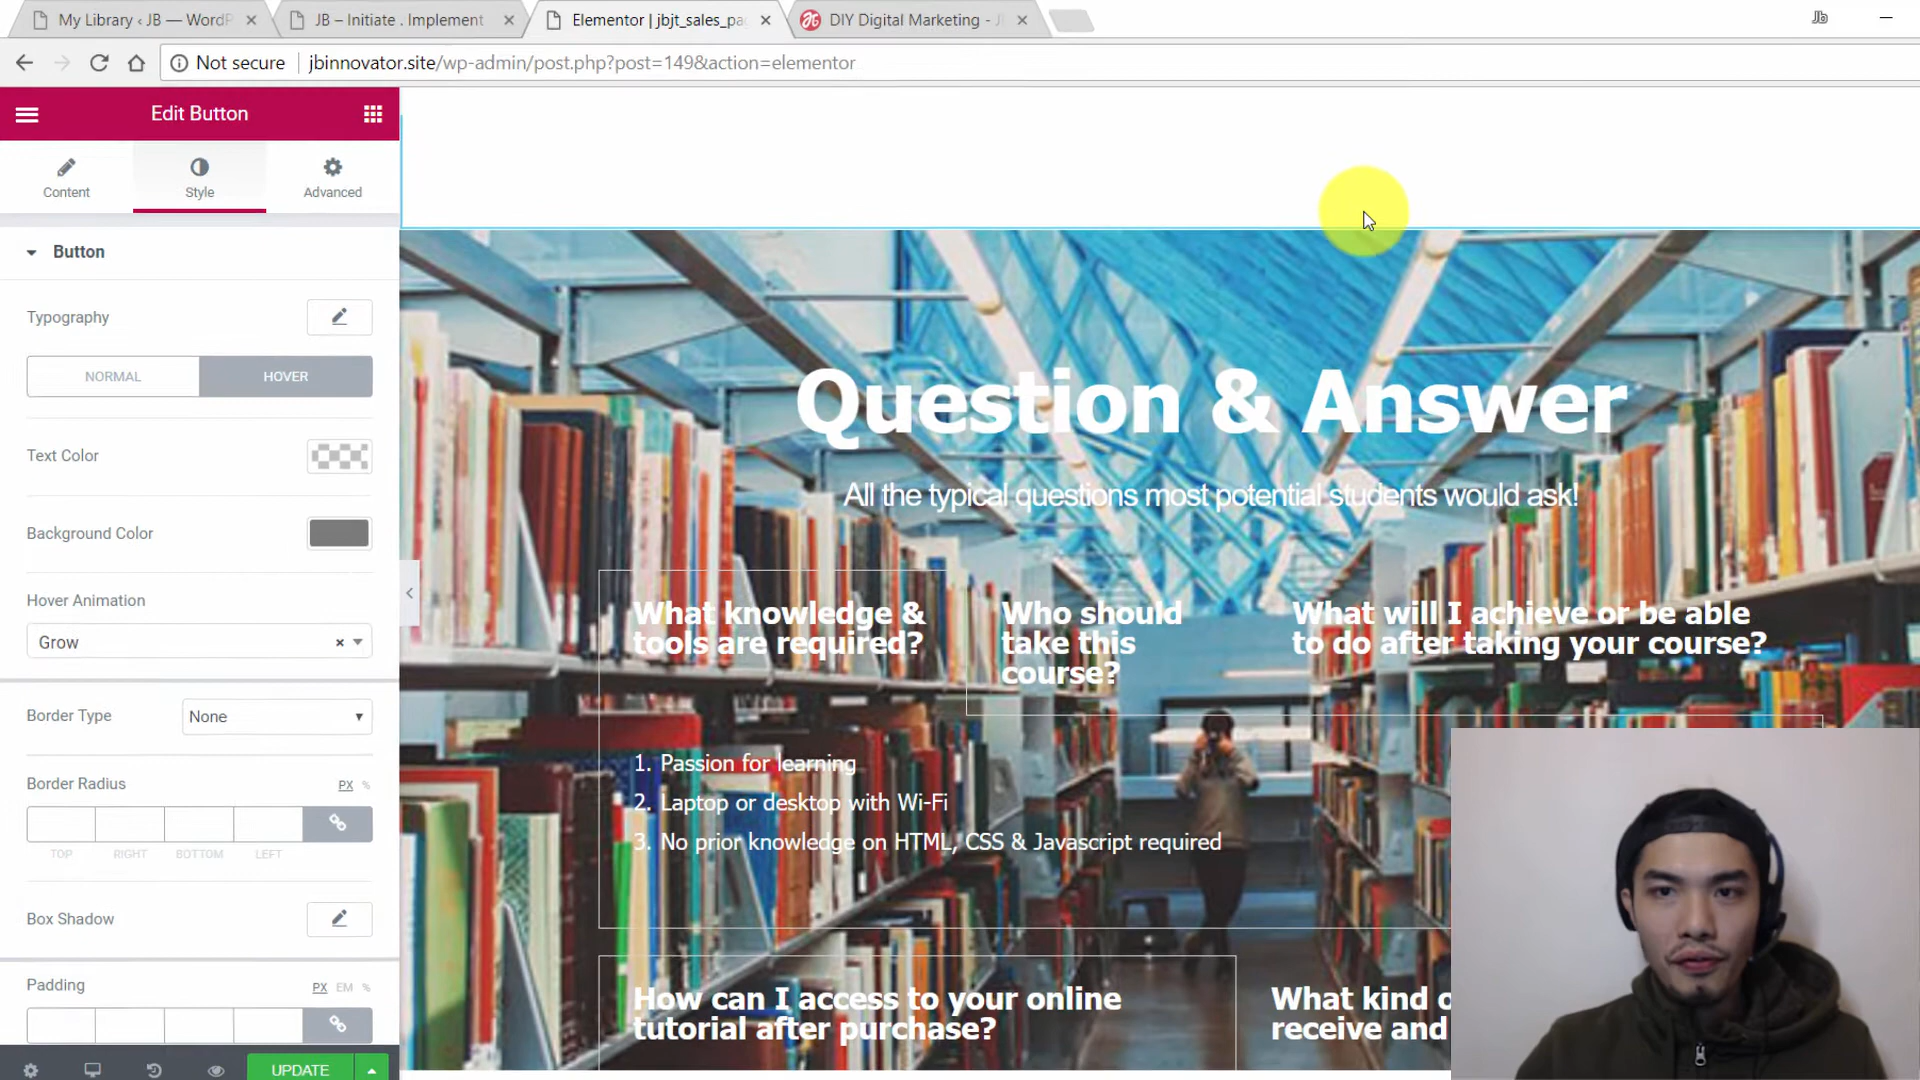 My Library ‹ JB — WordP
JB – Initiate . Implement
Elementor | jbjt_sales_pa
DIY Digital Marketing - J
Jb
Not secure
jbinnovator.site/wp-admin/post.php?post=149&action=elementor
Edit Button
Content
Style
Advanced
Button
Typography
NORMAL
HOVER
Text Color
Background Color
Hover Animation
Grow
Border Type
None
Border Radius
PX %
TOP RIGHT BOTTOM LEFT
Box Shadow
Padding
PX EM %
UPDATE
Question & Answer
All the typical questions most potential students would ask!
What knowledge &
tools are required?
Who should
take this
course?
What will I achieve or be able
to do after taking your course?
1. Passion for learning
2. Laptop or desktop with Wi-Fi
3. No prior knowledge on HTML, CSS & Javascript required
How can I access to your online
tutorial after purchase?
What kind o
receive and